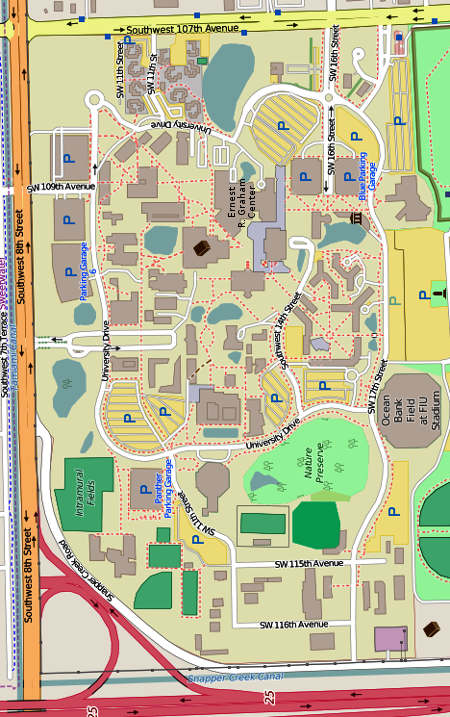 Southwest 107th Avenue
SW 11th Street
SW 11th St
SW 16th Street
P
University Drive
P
P
P
P
SW 16th Street
P
P
P
Blue Parking
Garage
SW 109th Avenue
Southwest 8th Street
Ernest
R. Graham
Center
P
P
Parking Garage
6
P
P
Southwest 7th Terrace
Sweetwater
Tamiami Canal
Southwest 14th Street
University Drive
SW 17th Street
P
P
P
P
Ocean
Bank
Field
at FIU
Stadium
University Drive
Nature
Preserve
Intramural
Fields
P
Panther
Parking Garage
SW 11th Street
P
P
Southwest 8th Street
Snapper Creek Road
SW 115th Avenue
SW 116th Avenue
Snapper Creek Canal
25
25